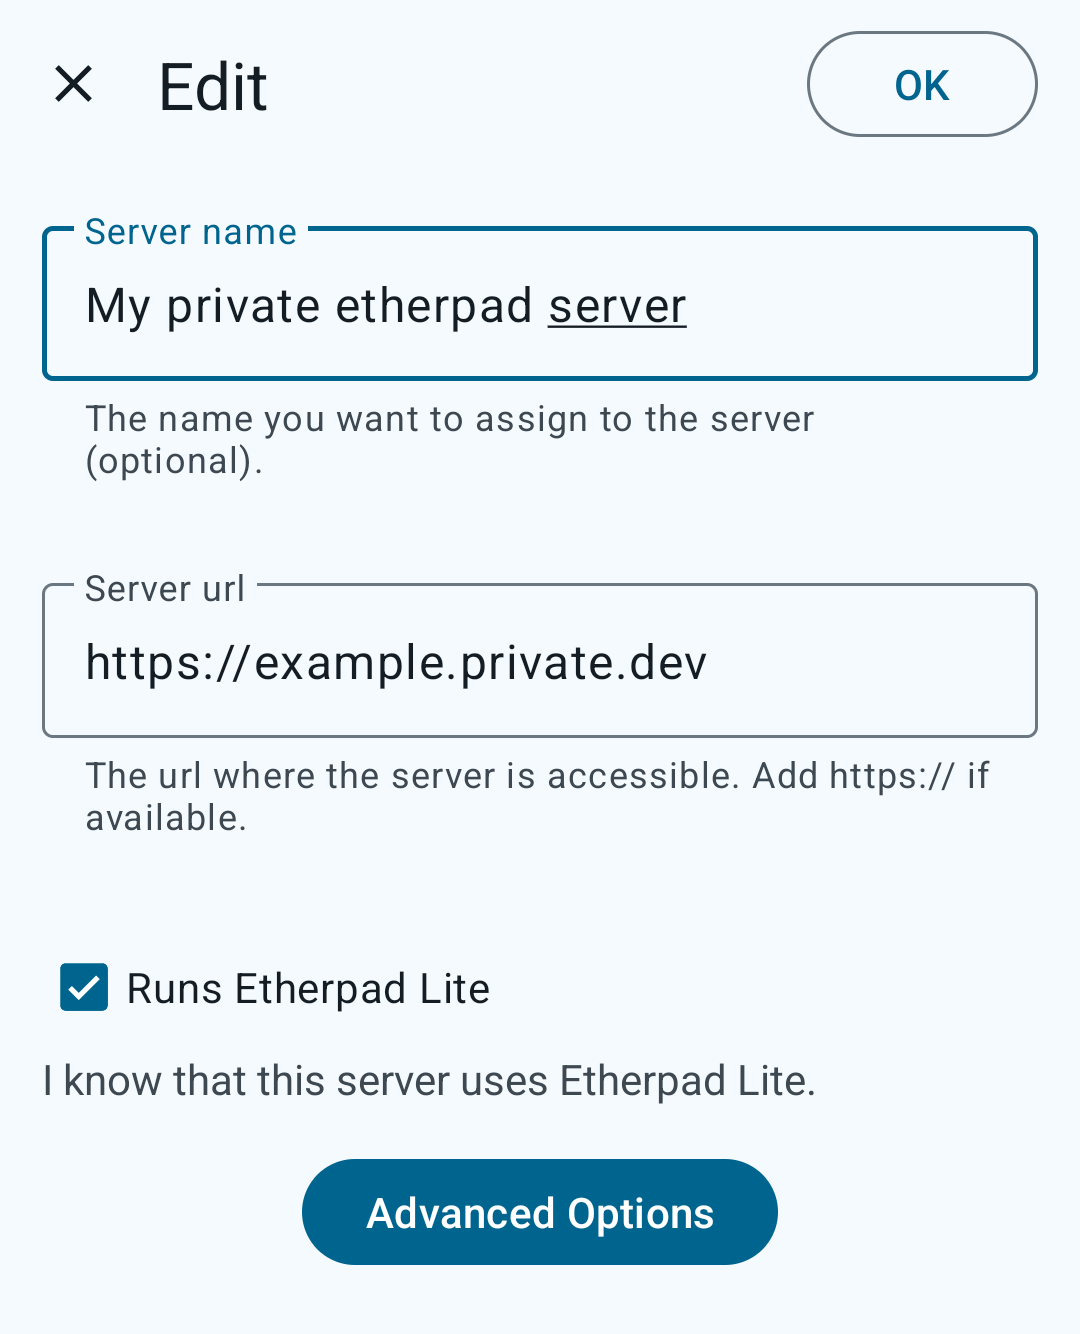 Edit
OK
Server name
My private etherpad server
The name you want to assign to the server
(optional).
Server url
https://example.private.dev
The url where the server is accessible. Add https:// if
available.
Runs Etherpad Lite
I know that this server uses Etherpad Lite.
Advanced Options